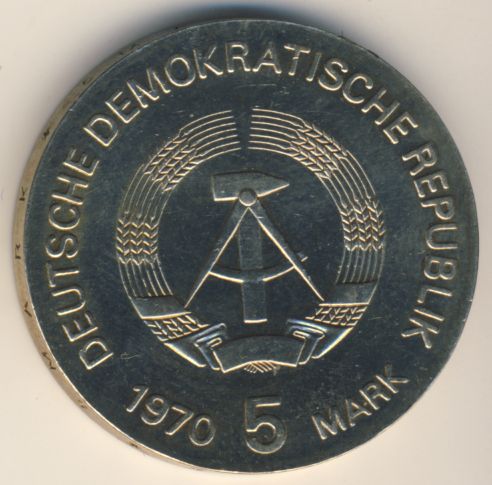 DEUTSCHE DEMOKRATISCHE REPUBLIK
1970 5 MARK